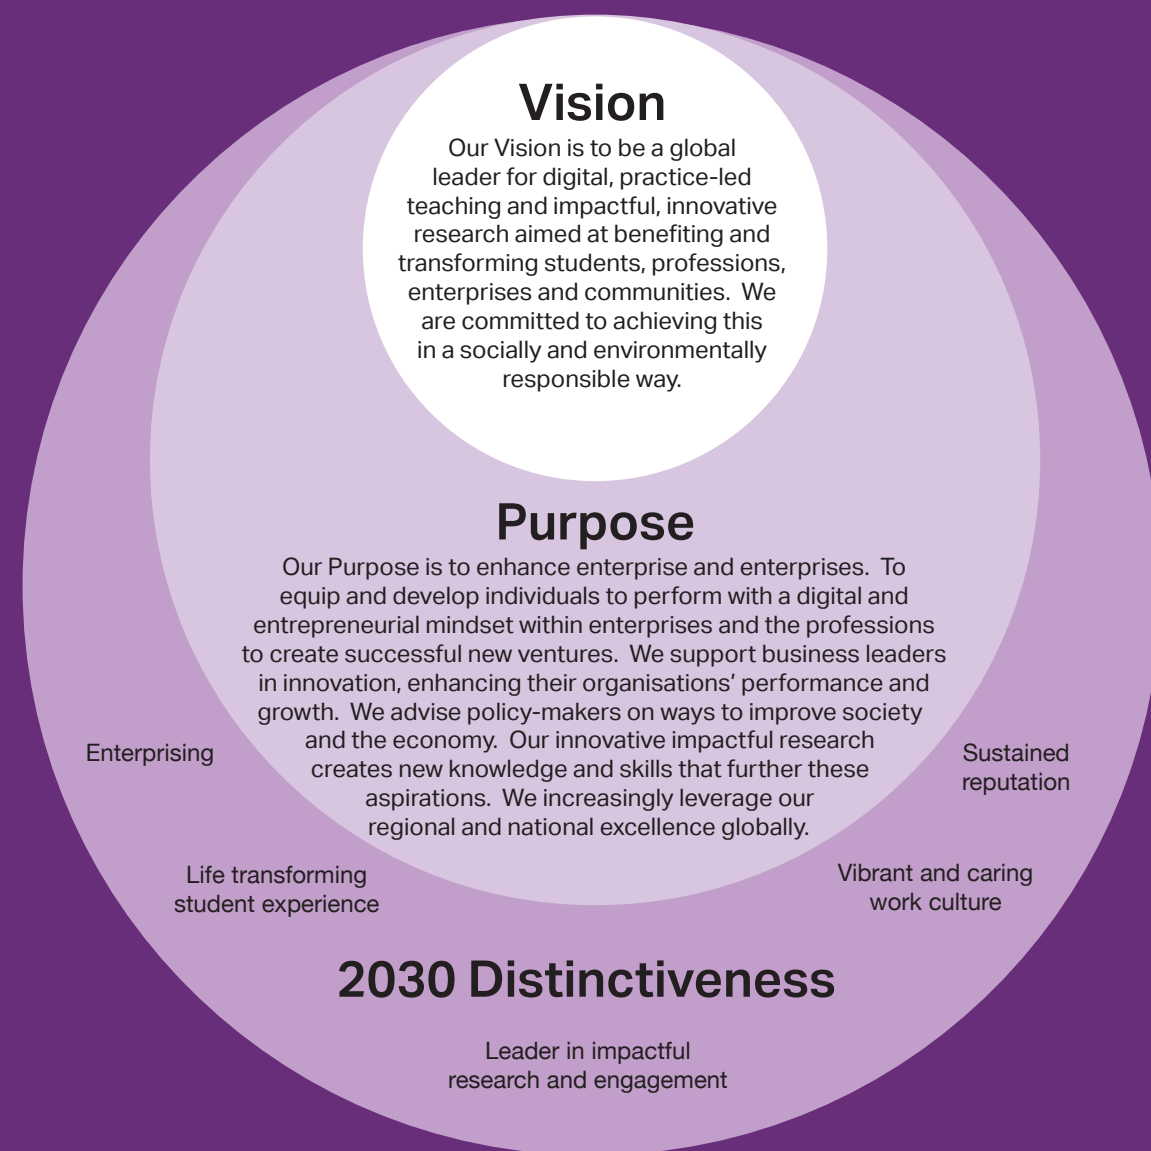 Vision
Our Vision is to be a global
leader for digital, practice-led
teaching and impactful, innovative
research aimed at benefiting and
transforming students, professions,
enterprises and communities.  We
are committed to achieving this
in a socially and environmentally
responsible way.
Purpose
Our Purpose is to enhance enterprise and enterprises.  To
equip and develop individuals to perform with a digital and
entrepreneurial mindset within enterprises and the professions
to create successful new ventures.  We support business leaders
in innovation, enhancing their organisations’ performance and
growth.  We advise policy-makers on ways to improve society
and the economy.  Our innovative impactful research
creates new knowledge and skills that further these
aspirations.  We increasingly leverage our
regional and national excellence globally.
Enterprising
Sustained
reputation
Life transforming
student experience
Vibrant and caring
work culture
2030 Distinctiveness
Leader in impactful
research and engagement